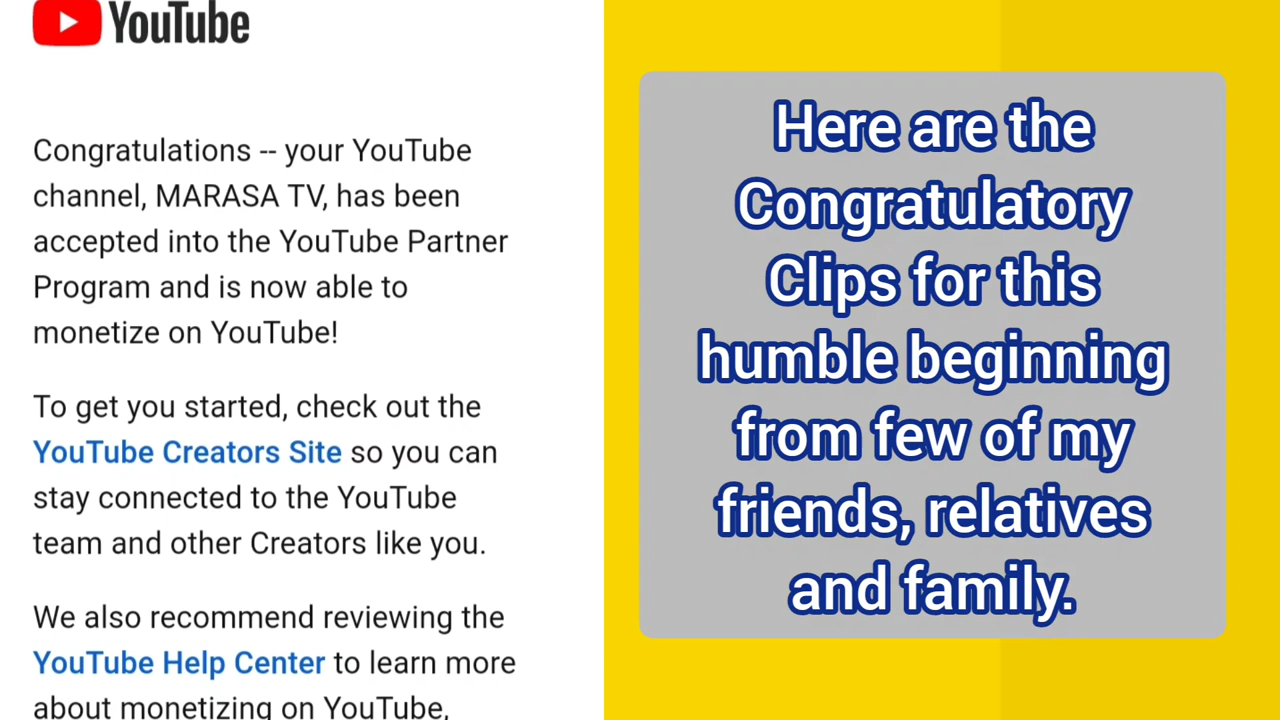 YouTube
Congratulations -- your YouTube
channel, MARASA TV, has been
accepted into the YouTube Partner
Program and is now able to
monetize on YouTube!
To get you started, check out the
YouTube Creators Site so you can
stay connected to the YouTube
team and other Creators like you.
We also recommend reviewing the
YouTube Help Center to learn more
about monetizing on YouTube,
Here are the
Congratulatory
Clips for this
humble beginning
from few of my
friends, relatives
and family.